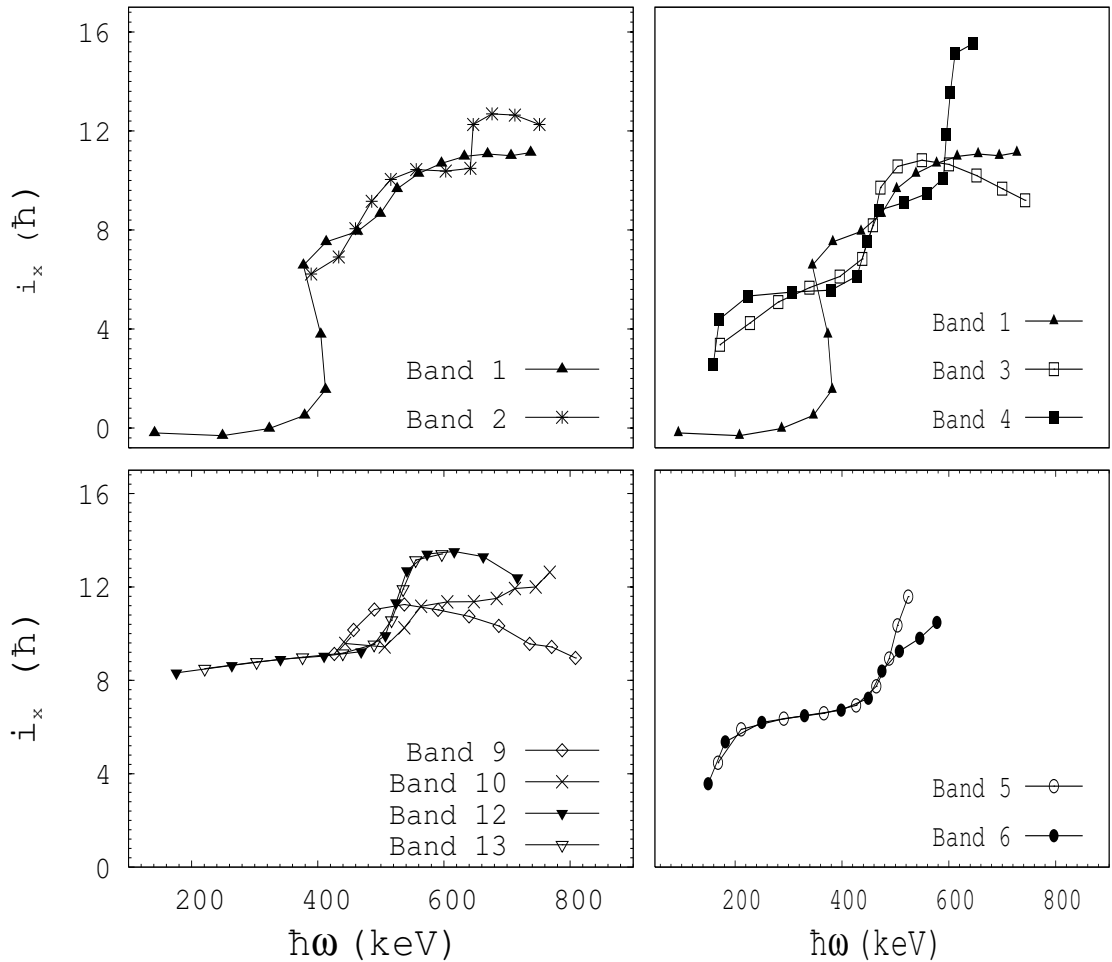 16
12
8
4
0
i_x (ħ)
Band 1
Band 2
Band 1
Band 3
Band 4
16
12
8
4
0
i_x (ħ)
Band 9
Band 10
Band 12
Band 13
Band 5
Band 6
200 400 600 800
200 400 600 800
ħω (keV)
ħω (keV)